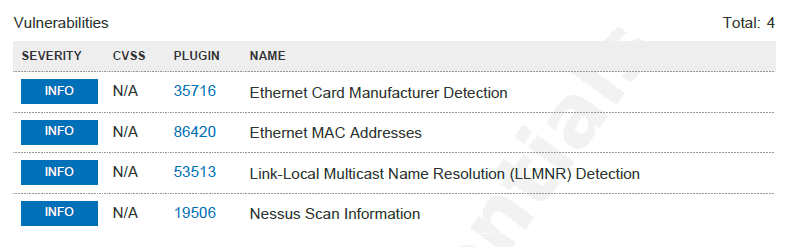 Vulnerabilities Total: 4
SEVERITY CVSS PLUGIN NAME
INFO N/A 35716 Ethernet Card Manufacturer Detection
INFO N/A 86420 Ethernet MAC Addresses
INFO N/A 53513 Link-Local Multicast Name Resolution (LLMNR) Detection
INFO N/A 19506 Nessus Scan Information
entials